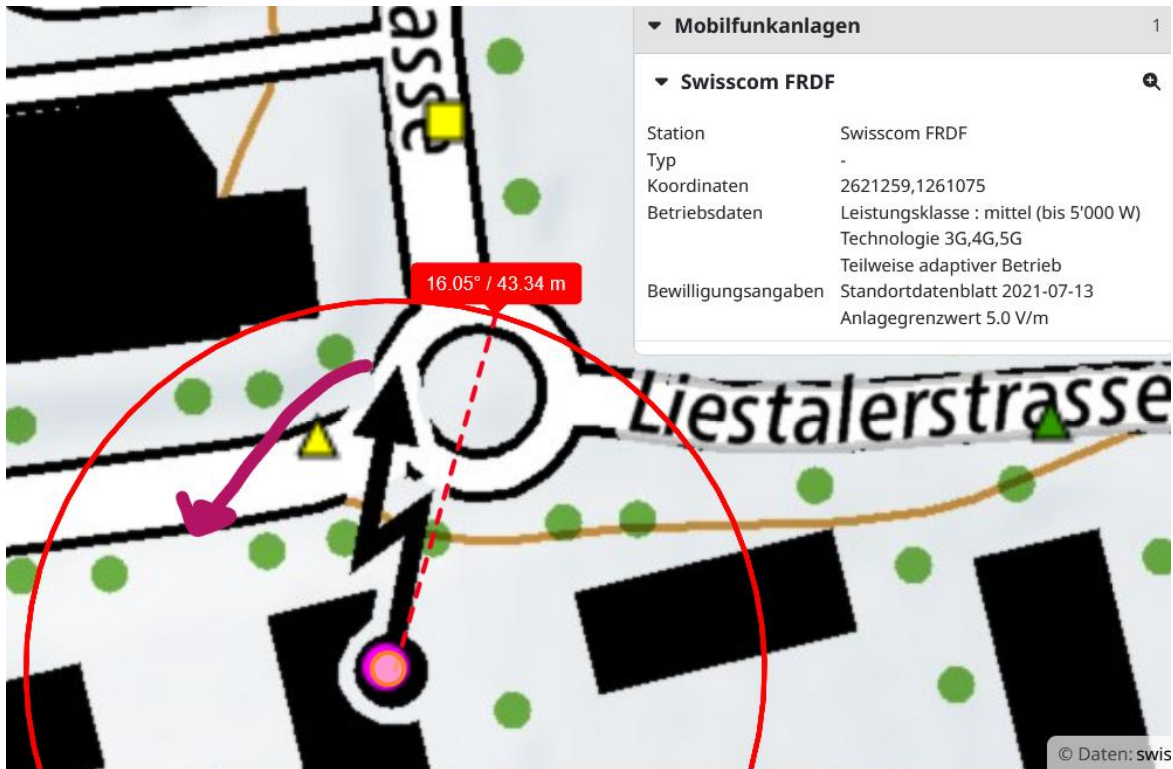 asse
Mobilfunkanlagen 1
Swisscom FRDF
Station Swisscom FRDF
Typ -
Koordinaten 2621259,1261075
Betriebsdaten Leistungsklasse : mittel (bis 5'000 W)
Technologie 3G,4G,5G
Teilweise adaptiver Betrieb
Bewilligungsangaben Standortdatenblatt 2021-07-13
Anlagegrenzwert 5.0 V/m
16.05° / 43.34 m
Liestalerstrasse
© Daten: swis